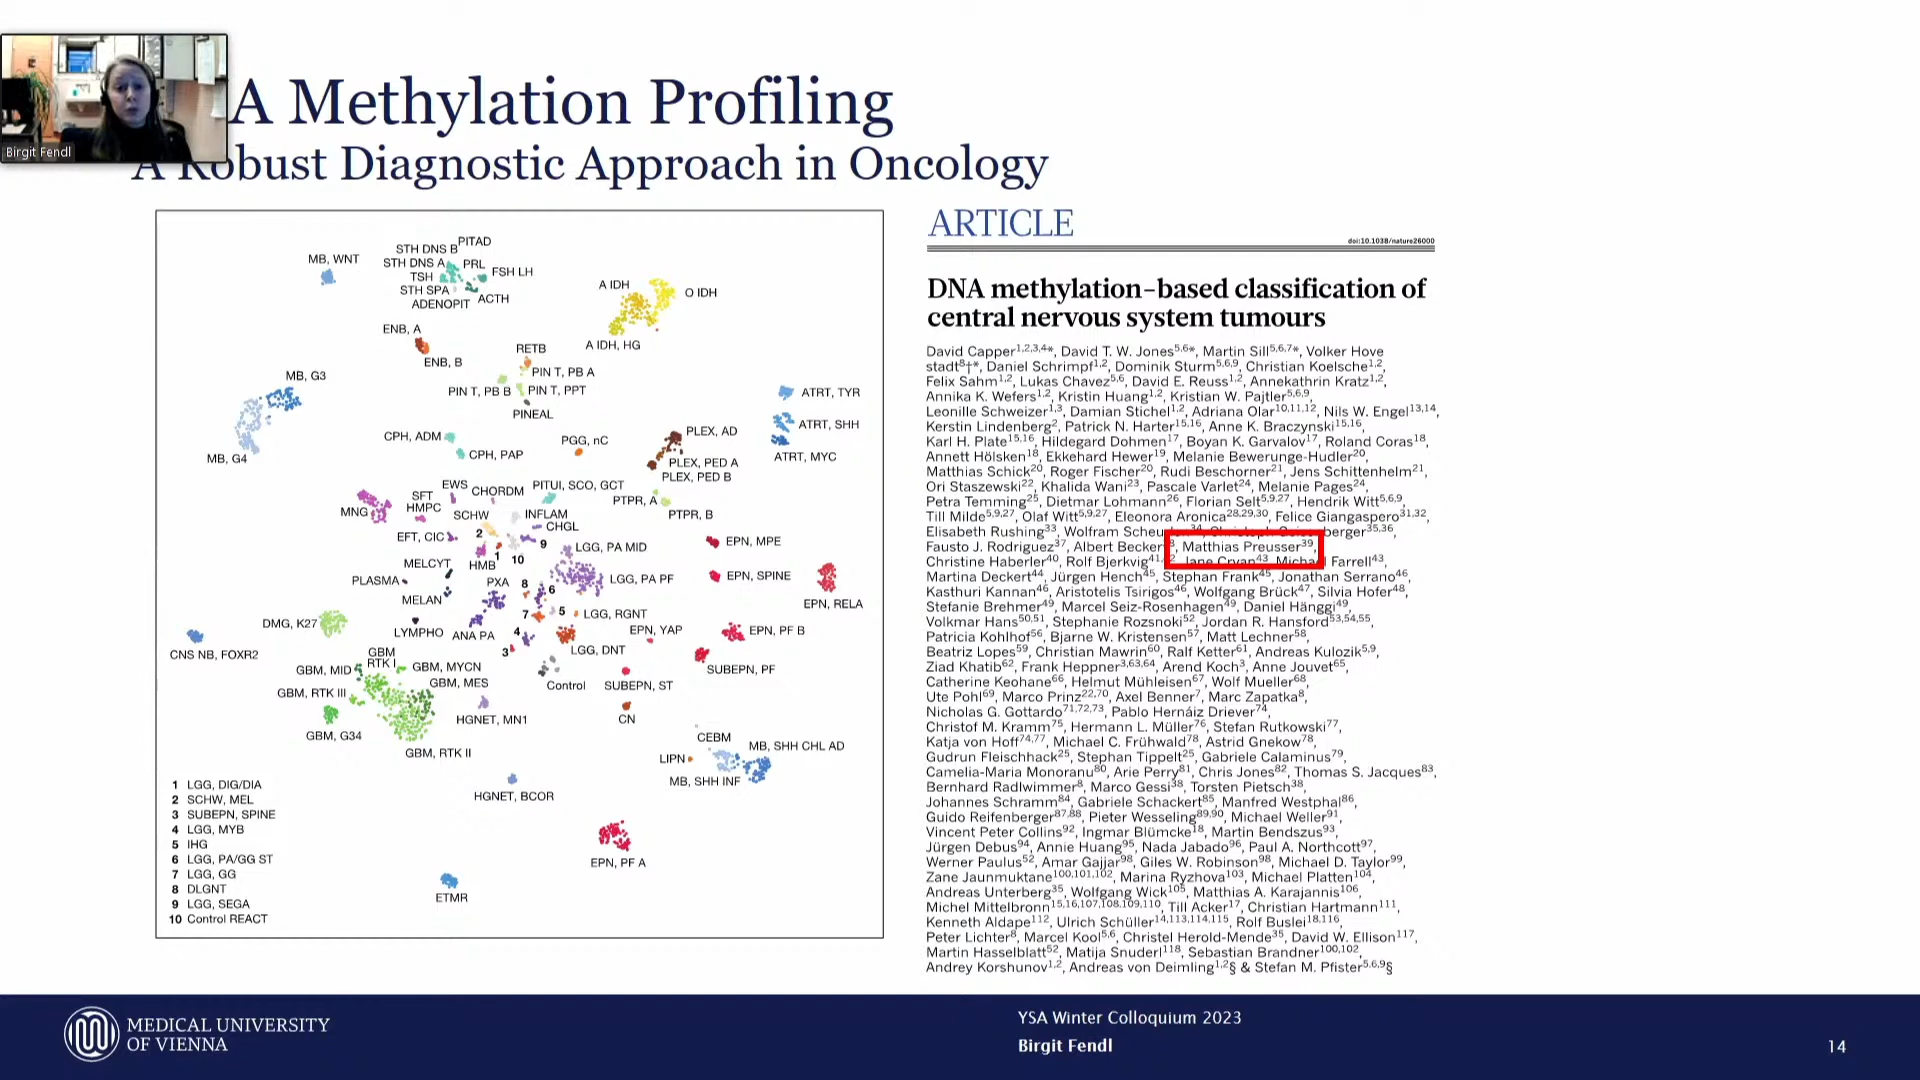 Birgit Fendl
A Methylation Profiling
A Robust Diagnostic Approach in Oncology
PITAD
STH DNS B
STH DNS A
PRL
TSH
FSH LH
STH SPA
ACTH
ADENOPIT
MB, WNT
A IDH
O IDH
A IDH, HG
ENB, A
ENB, B
RETB
PIN T, PB A
PIN T, PB B
PIN T, PPT
PINEAL
MB, G3
MB, G4
ATRT, TYR
ATRT, SHH
ATRT, MYC
CPH, ADM
CPH, PAP
PGG, nC
PLEX, AD
PLEX, PED A
PLEX, PED B
EWS
CHORDM
PITUI, SCO, GCT
PTPR, A
PTPR, B
SFT
HMPC
MNG
SCHW
INFLAM
CHGL
2
9
EFT, CIC
1
10
LGG, PA MID
EPN, MPE
HMB
MELCYT
PLASMA
PXA
8
6
LGG, PA PF
EPN, SPINE
EPN, RELA
MELAN
7
5
LGG, RGNT
DMG, K27
LYMPHO
ANA PA
4
EPN, YAP
EPN, PF B
3
LGG, DNT
CNS NB, FOXR2
GBM
RTK I
GBM, MID
GBM, MYCN
GBM, MES
Control
SUBEPN, ST
SUBEPN, PF
GBM, RTK III
HGNET, MN1
CN
GBM, G34
GBM, RTK II
CEBM
MB, SHH CHL AD
LIPN
MB, SHH INF
HGNET, BCOR
EPN, PF A
ETMR
1 LGG, DIG/DIA
2 SCHW, MEL
3 SUBEPN, SPINE
4 LGG, MYB
5 IHG
6 LGG, PA/GG ST
7 LGG, GG
8 DLGNT
9 LGG, SEGA
10 Control REACT
ARTICLE
doi:10.1038/nature26000
DNA methylation-based classification of
central nervous system tumours
David Capper1,2,3,4*, David T. W. Jones5,6*, Martin Sill5,6,7*, Volker Hove
stadt8†*, Daniel Schrimpf1,2, Dominik Sturm5,6,9, Christian Koelsche1,2,
Felix Sahm1,2, Lukas Chavez5,6, David E. Reuss1,2, Annekathrin Kratz1,2,
Annika K. Wefers1,2, Kristin Huang1,2, Kristian W. Pajtler5,6,9,
Leonille Schweizer1,3, Damian Stichel1,2, Adriana Olar10,11,12, Nils W. Engel13,14,
Kerstin Lindenberg2, Patrick N. Harter15,16, Anne K. Braczynski15,16,
Karl H. Plate15,16, Hildegard Dohmen17, Boyan K. Garvalov17, Roland Coras18,
Annett Hölsken18, Ekkehard Hewer19, Melanie Bewerunge-Hudler20,
Matthias Schick20, Roger Fischer20, Rudi Beschorner21, Jens Schittenhelm21,
Ori Staszewski22, Khalida Wani23, Pascale Varlet24, Melanie Pages24,
Petra Temming25, Dietmar Lohmann26, Florian Selt5,9,27, Hendrik Witt5,6,9,
Till Milde5,9,27, Olaf Witt5,9,27, Eleonora Aronica28,29,30, Felice Giangaspero31,32,
Elisabeth Rushing33, Wolfram Scheu 34, berger35,36,
Fausto J. Rodriguez37, Albert Becker, Matthias Preusser39,
Christine Haberler40, Rolf Bjerkvig41, Jane Cryan43, Michael Farrell43,
Martina Deckert44, Jürgen Hench45, Stephan Frank45, Jonathan Serrano46,
Kasthuri Kannan46, Aristotelis Tsirigos46, Wolfgang Brück47, Silvia Hofer48,
Stefanie Brehmer49, Marcel Seiz-Rosenhagen49, Daniel Hänggi49,
Volkmar Hans50,51, Stephanie Rozsnoki52, Jordan R. Hansford53,54,55,
Patricia Kohlhof56, Bjarne W. Kristensen57, Matt Lechner58,
Beatriz Lopes59, Christian Mawrin60, Ralf Ketter61, Andreas Kulozik5,9,
Ziad Khatib62, Frank Heppner3,63,64, Arend Koch3, Anne Jouvet65,
Catherine Keohane66, Helmut Mühleisen67, Wolf Mueller68,
Ute Pohl69, Marco Prinz22,70, Axel Benner7, Marc Zapatka8,
Nicholas G. Gottardo71,72,73, Pablo Hernáiz Driever74,
Christof M. Kramm75, Hermann L. Müller76, Stefan Rutkowski77,
Katja von Hoff74,77, Michael C. Frühwald78, Astrid Gnekow78,
Gudrun Fleischhack25, Stephan Tippelt25, Gabriele Calaminus79,
Camelia-Maria Monoranu80, Arie Perry81, Chris Jones82, Thomas S. Jacques83,
Bernhard Radlwimmer8, Marco Gessi38, Torsten Pietsch38,
Johannes Schramm84, Gabriele Schackert85, Manfred Westphal86,
Guido Reifenberger87,88, Pieter Wesseling89,90, Michael Weller91,
Vincent Peter Collins92, Ingmar Blümcke18, Martin Bendszus93,
Jürgen Debus94, Annie Huang95, Nada Jabado96, Paul A. Northcott97,
Werner Paulus52, Amar Gajjar98, Giles W. Robinson98, Michael D. Taylor99,
Zane Jaunmuktane100,101,102, Marina Ryzhova103, Michael Platten104,
Andreas Unterberg35, Wolfgang Wick105, Matthias A. Karajannis106,
Michel Mittelbronn15,16,107,108,109,110, Till Acker17, Christian Hartmann111,
Kenneth Aldape112, Ulrich Schüller14,113,114,115, Rolf Buslei18,116,
Peter Lichter8, Marcel Kool5,6, Christel Herold-Mende35, David W. Ellison117,
Martin Hasselblatt52, Matija Snuderl118, Sebastian Brandner100,102,
Andrey Korshunov1,2, Andreas von Deimling1,2§ & Stefan M. Pfister5,6,9§
MEDICAL UNIVERSITY
OF VIENNA
YSA Winter Colloquium 2023
Birgit Fendl
14